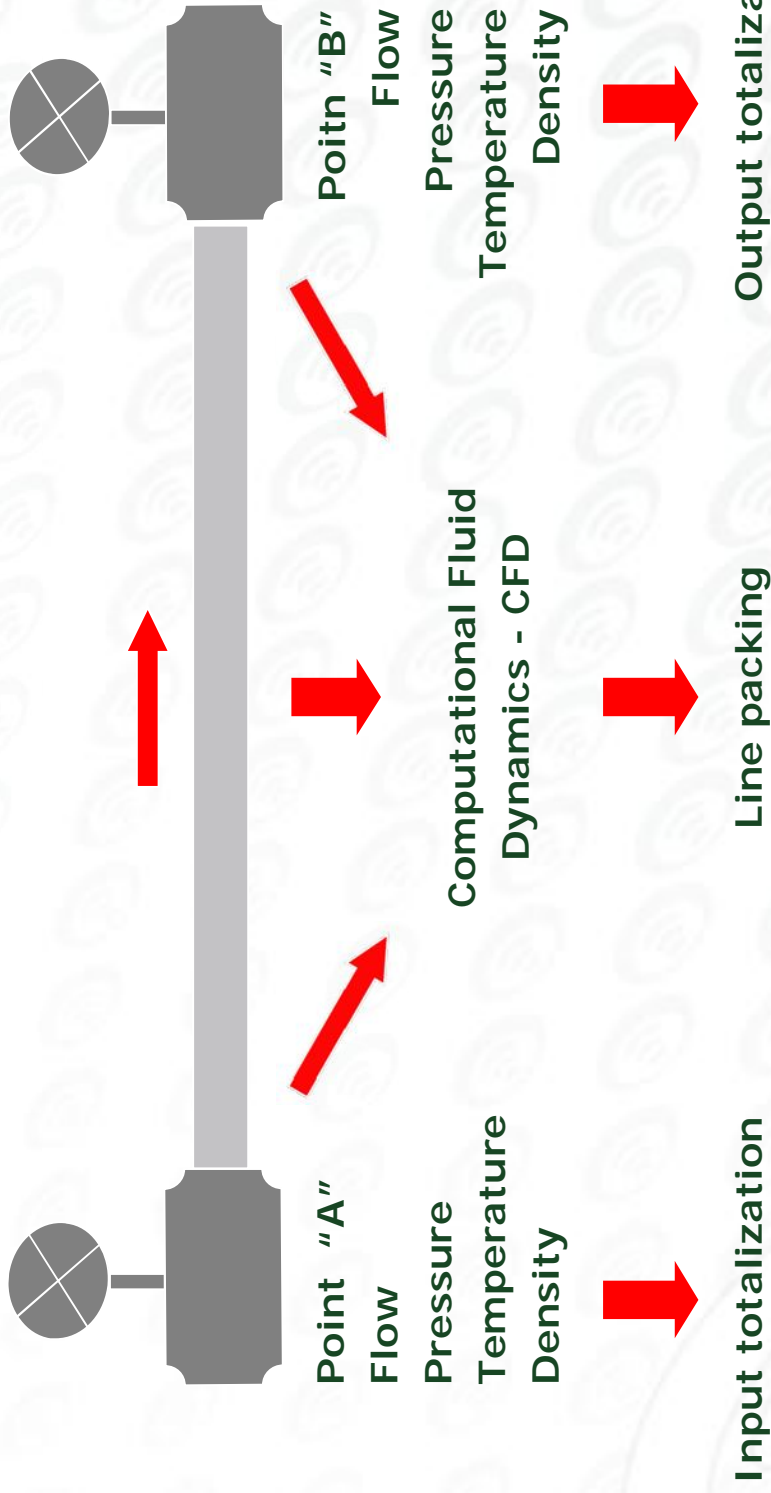 Point “A”
Flow
Pressure
Temperature
Density
Poitn “B”
Flow
Pressure
Temperature
Density
Computational Fluid
Dynamics - CFD
Input totalization
Line packing
Output totaliza